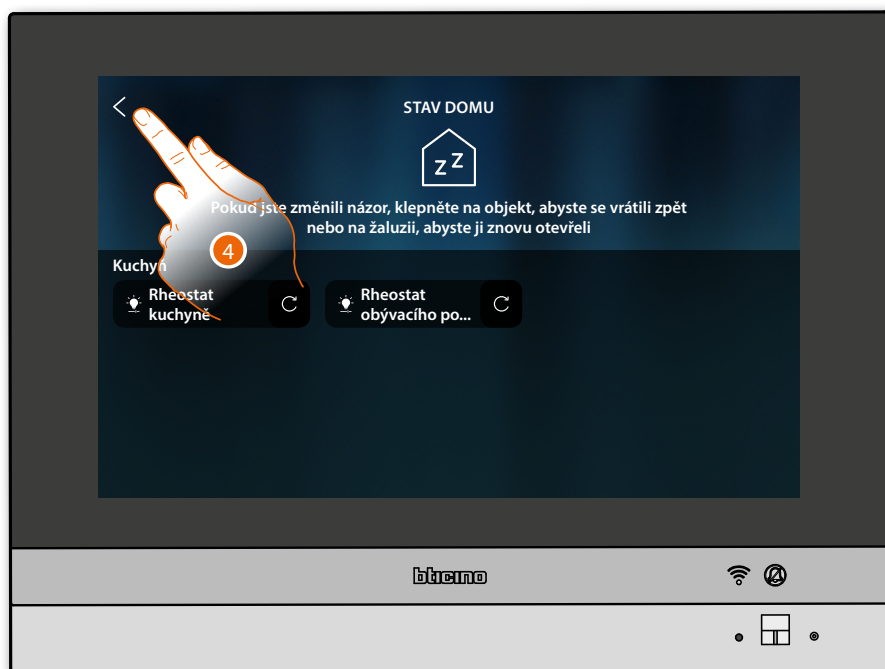 STAV DOMU
z z
Pokud jste změnili názor, klepněte na objekt, abyste se vrátili zpět
nebo na žaluzii, abyste ji znovu otevřeli
4
Kuchyň
Rheostat
kuchyně
Rheostat
obývacího po...
bticino